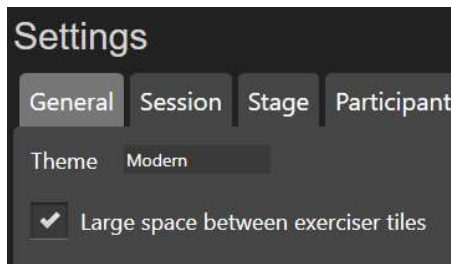 Settings
General Session Stage Participant
Theme Modern
Large space between exerciser tiles